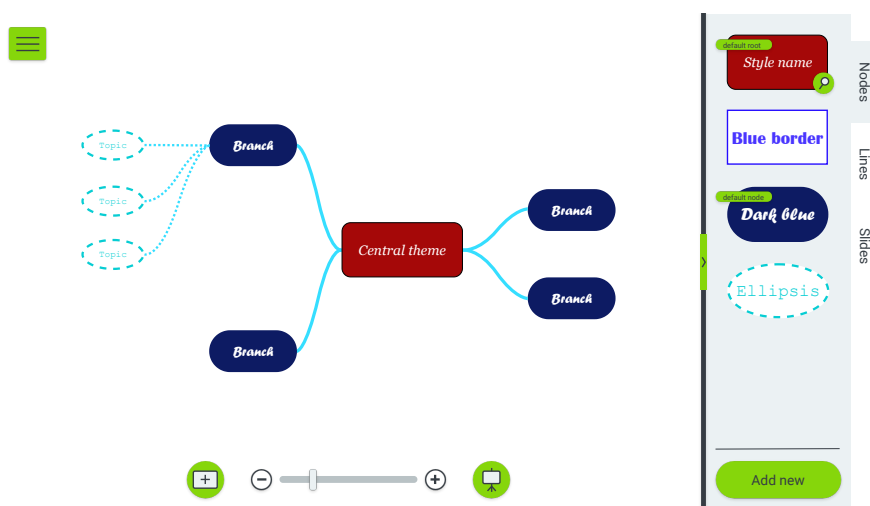 Topic
Topic
Topic
Branch
Branch
Central theme
Branch
Branch
default root
Style name
Blue border
default node
Dark blue
Ellipsis
Add new
Nodes
Lines
Slides